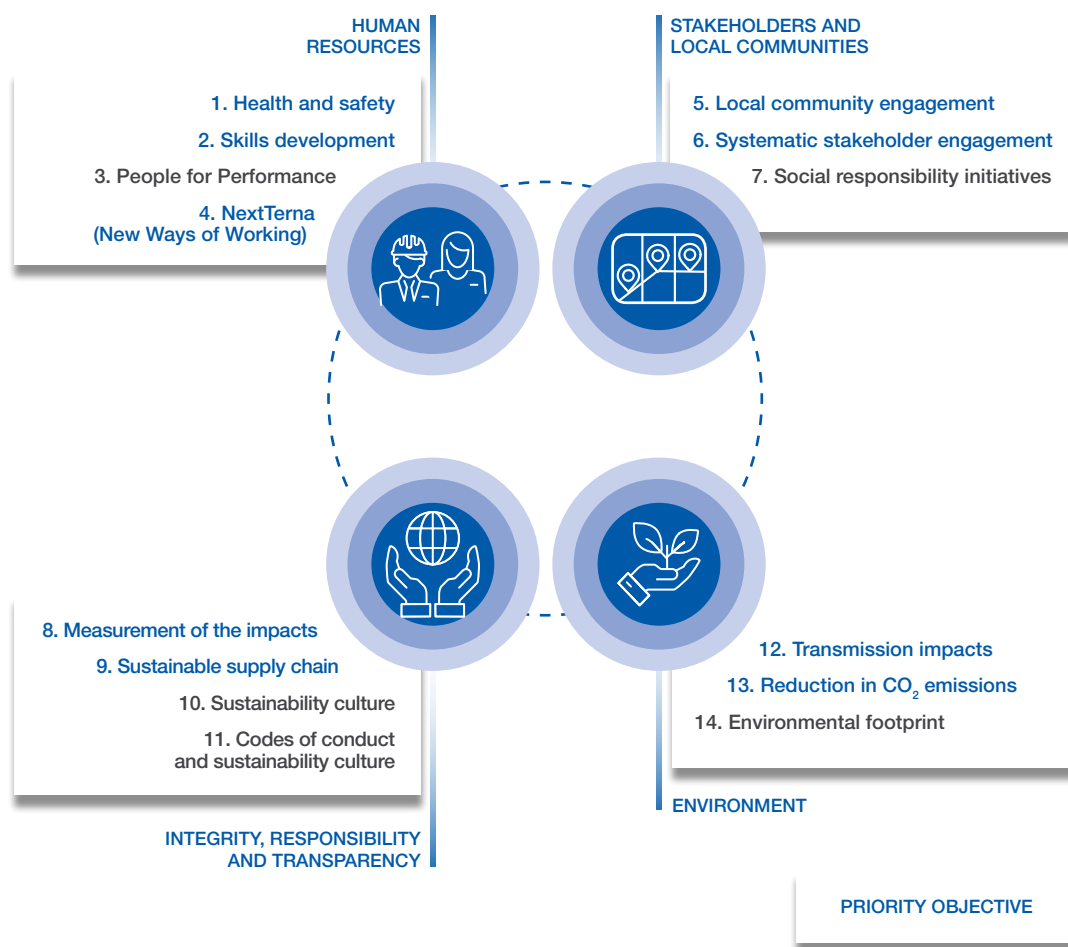 HUMAN
RESOURCES
1. Health and safety
2. Skills development
3. People for Performance
4. NextTerna
(New Ways of Working)
STAKEHOLDERS AND
LOCAL COMMUNITIES
5. Local community engagement
6. Systematic stakeholder engagement
7. Social responsibility initiatives
8. Measurement of the impacts
9. Sustainable supply chain
10. Sustainability culture
11. Codes of conduct
and sustainability culture
INTEGRITY, RESPONSIBILITY
AND TRANSPARENCY
12. Transmission impacts
13. Reduction in CO₂ emissions
14. Environmental footprint
ENVIRONMENT
PRIORITY OBJECTIVE